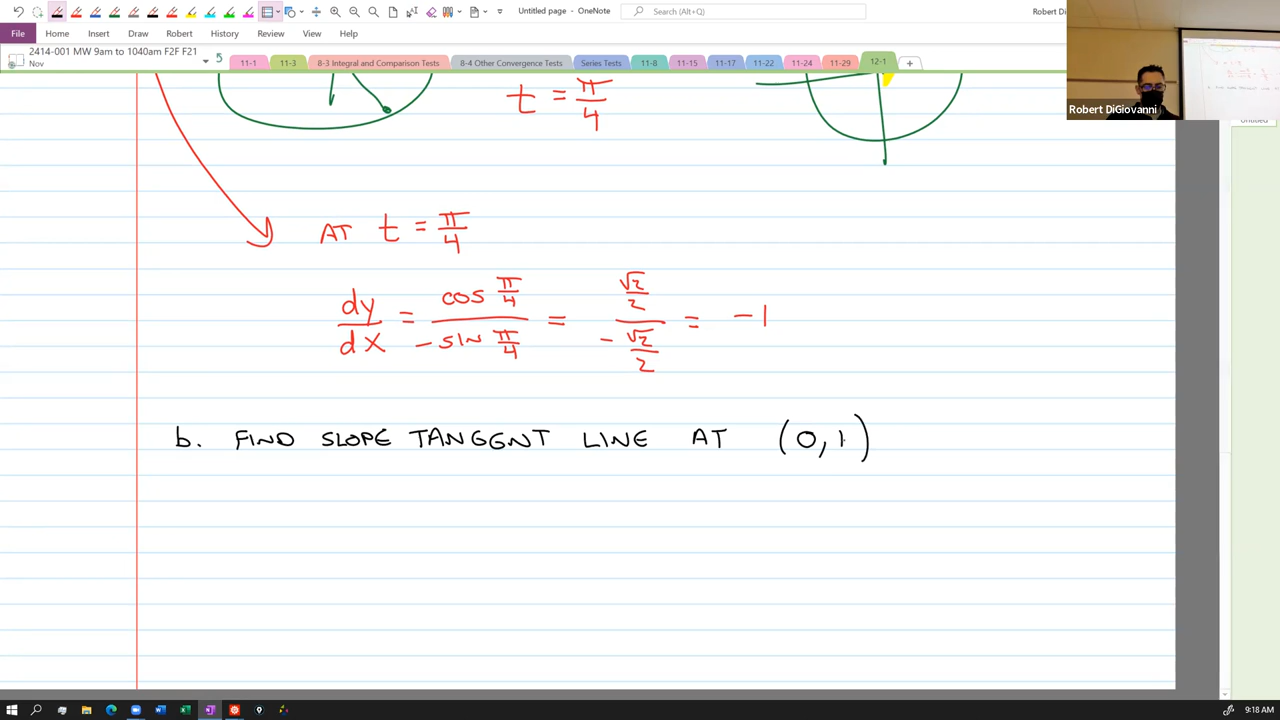 Untitled page - OneNote
Search (Alt+Q)
Robert Di
File Home Insert Draw Robert History Review View Help
2414-001 MW 9am to 1040am F2F F21
Nov
5
11-1 11-3 8-3 Integral and Comparison Tests 8-4 Other Convergence Tests Series Tests 11-8 11-15 11-17 11-22 11-24 11-29 12-1
Robert DiGiovanni
Untitled
t = π/4
AT t = π/4
dy/dx = cos π/4 / -sin π/4 = √2/2 / -√2/2 = -1
b. FIND SLOPE TANGENT LINE AT (0,1)
9:18 AM